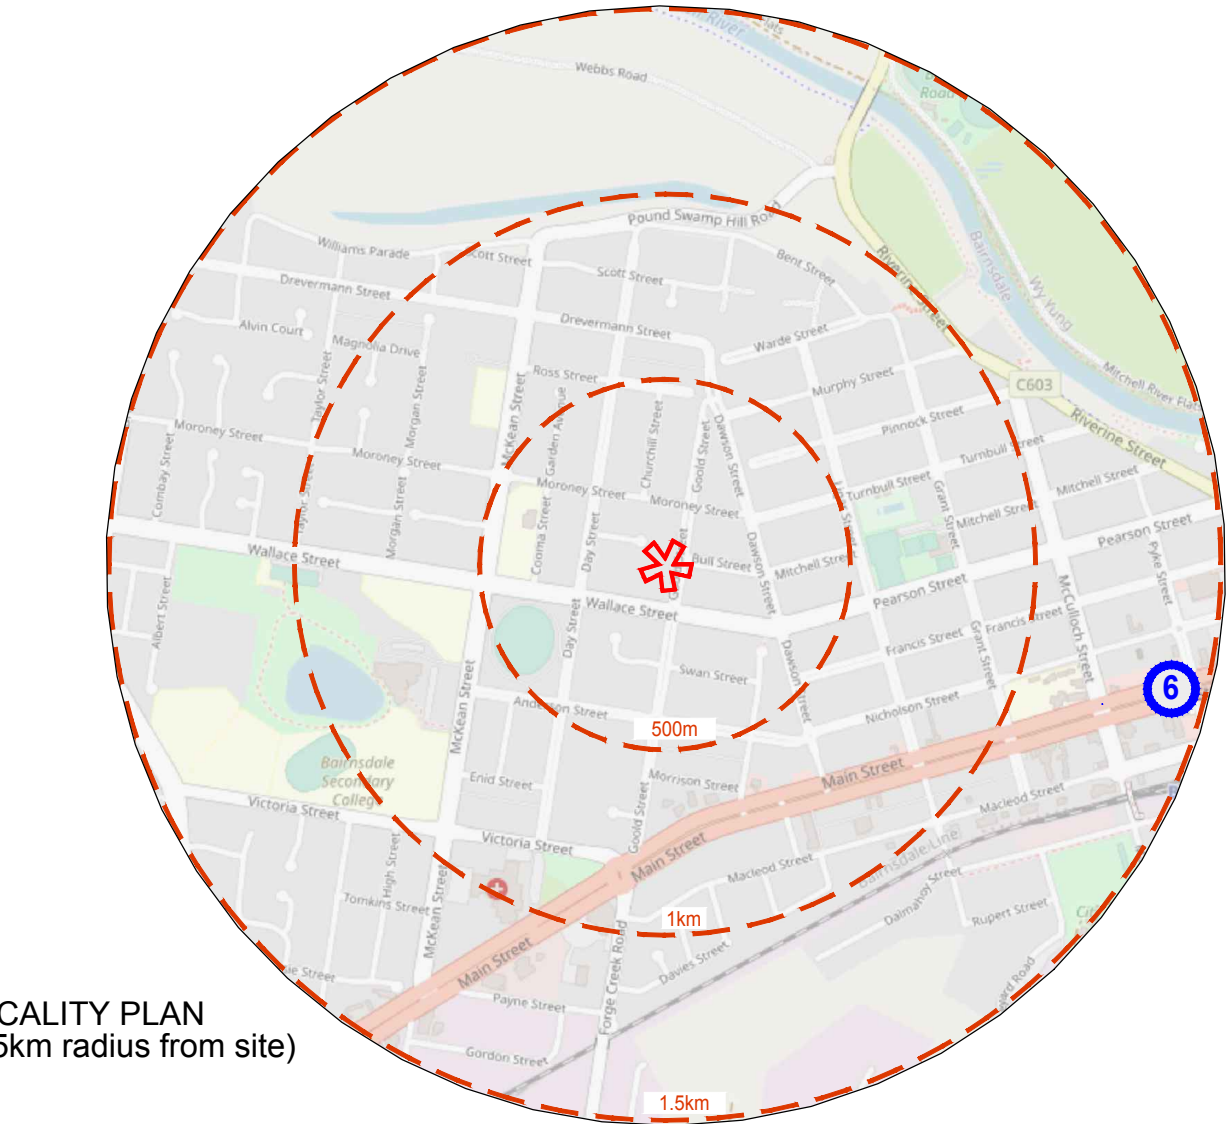 River
Flats
Webbs Road
Road
Pound Swamp Hill Road
Williams Parade
Scott Street
Scott Street
Bent Street
Riverine Street
Bairnsdale
Wy Yung
Drevermann Street
Drevermann Street
Alvin Court
Magnolia Drive
Warde Street
Mitchell River Flats
Ross Street
Murphy Street
C603
Taylor Street
Morgan Street
McKean Street
Garden Avenue
Churchill Street
Goold Street
Dawson Street
Pinnock Street
Riverine Street
Moroney Street
Moroney Street
Turnbull Street
Combay Street
Moroney Street
Moroney Street
Turnbull Street
Mitchell Street
Taylor Street
Morgan Street
Cooma Street
Day Street
Grant Street
Mitchell Street
Pearson Street
Wallace Street
Bull Street
Dawson Street
Mitchell Street
Pyke Street
Albert Street
Wallace Street
Pearson Street
McCulloch Street
Day Street
Francis Street
Francis Street
Swan Street
Dawson Street
Grant Street
McKean Street
6
Anderson Street
Nicholson Street
500m
Bairnsdale
Secondary
College
Enid Street
Morrison Street
Main Street
Victoria Street
Macleod Street
Goold Street
Victoria Street
Main Street
High Street
Macleod Street
Bairnsdale Line
Tomkins Street
McKean Street
1km
Dalmahoy Street
Rupert Street
Main Street
Davies Street
Forge Creek Road
Payne Street
CALITY PLAN
5km radius from site)
Gordon Street
1.5km